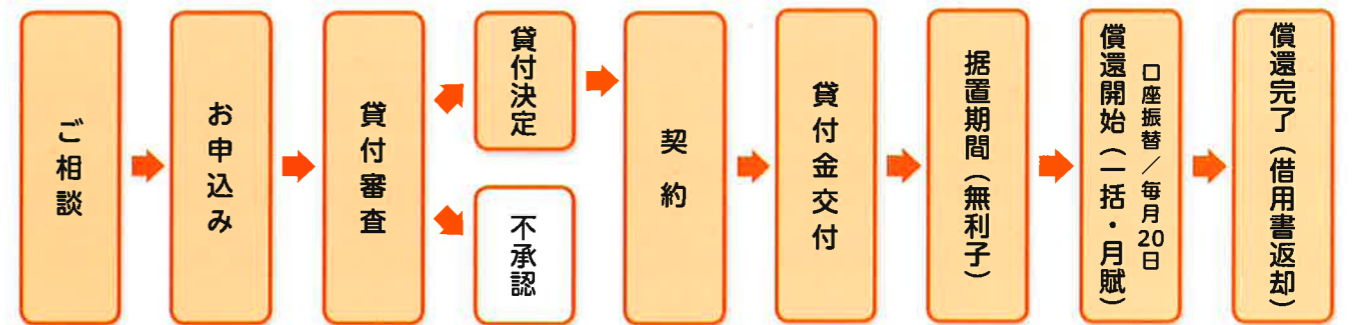 ご相談
お申込み
貸付審査
貸付決定
不承認
契約
貸付金交付
据置期間(無利子)
償還開始(一括・月賦)
口座振替/毎月20日
償還完了(借用書返却)